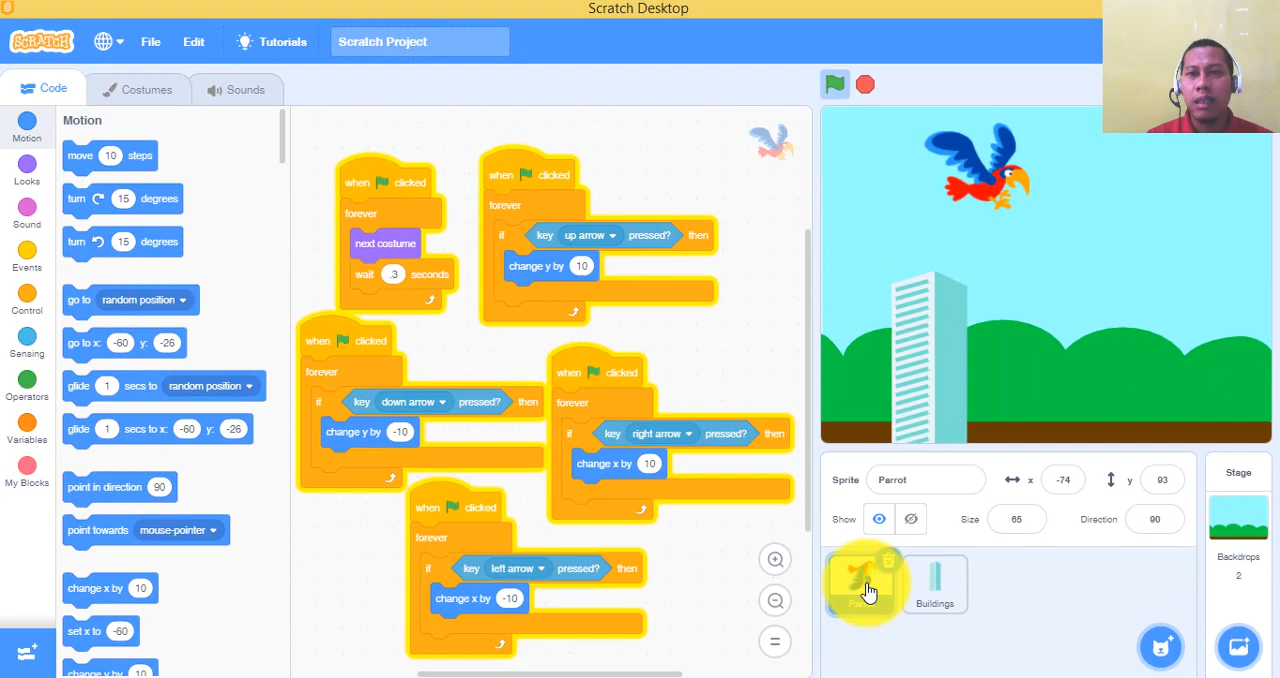 Scratch Desktop
SCRATCH File Edit Tutorials Scratch Project
Code Costumes Sounds
Motion
Looks
Sound
Events
Control
Sensing
Operators
Variables
My Blocks
Motion
move 10 steps
turn 15 degrees
turn 15 degrees
go to random position
go to x: -60 y: -26
glide 1 secs to random position
glide 1 secs to x: -60 y: -26
point in direction 90
point towards mouse-pointer
change x by 10
set x to -60
change y by 10
when clicked
forever
next costume
wait .3 seconds
when clicked
forever
if key up arrow pressed? then
change y by 10
when clicked
forever
if key down arrow pressed? then
change y by -10
when clicked
forever
if key right arrow pressed? then
change x by 10
when clicked
forever
if key left arrow pressed? then
change x by -10
Sprite Parrot x -74 y 93
Show Size 65 Direction 90
Buildings
Stage
Backdrops
2